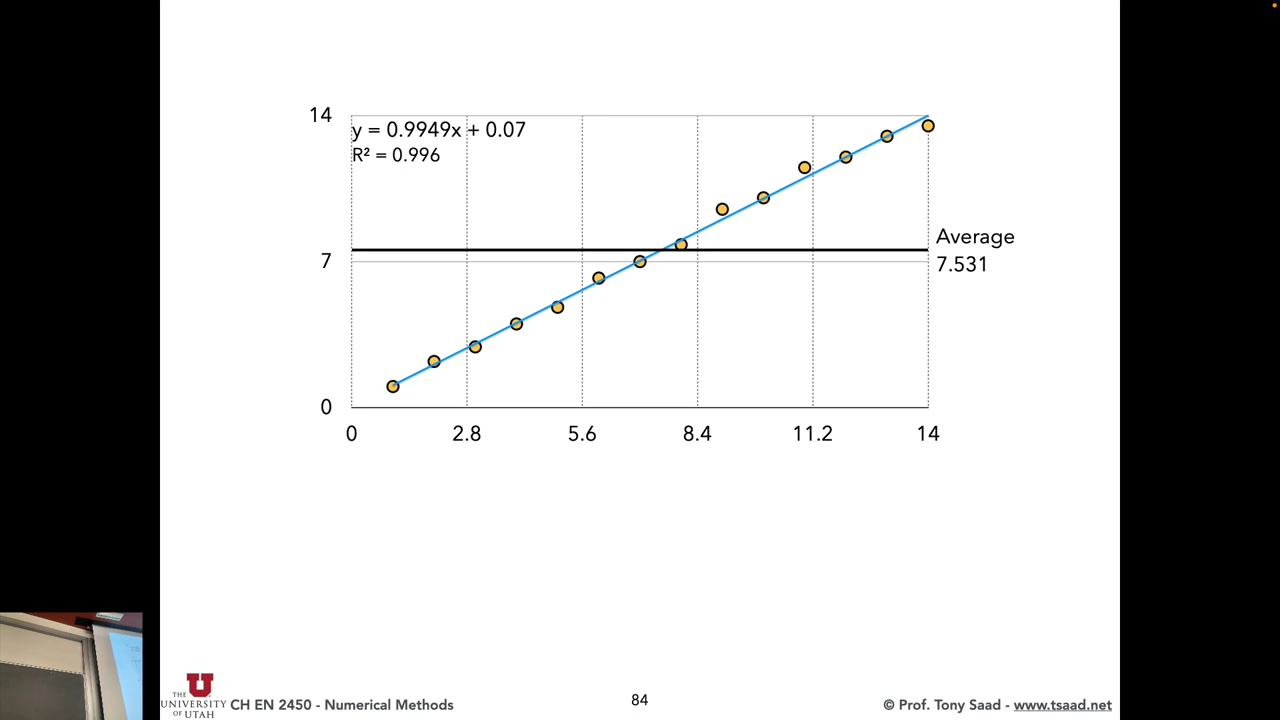 14
y = 0.9949x + 0.07
R² = 0.996
Average
7.531
7
0
0 2.8 5.6 8.4 11.2 14
THE
UNIVERSITY
OF UTAH
CH EN 2450 - Numerical Methods
84
© Prof. Tony Saad - www.tsaad.net